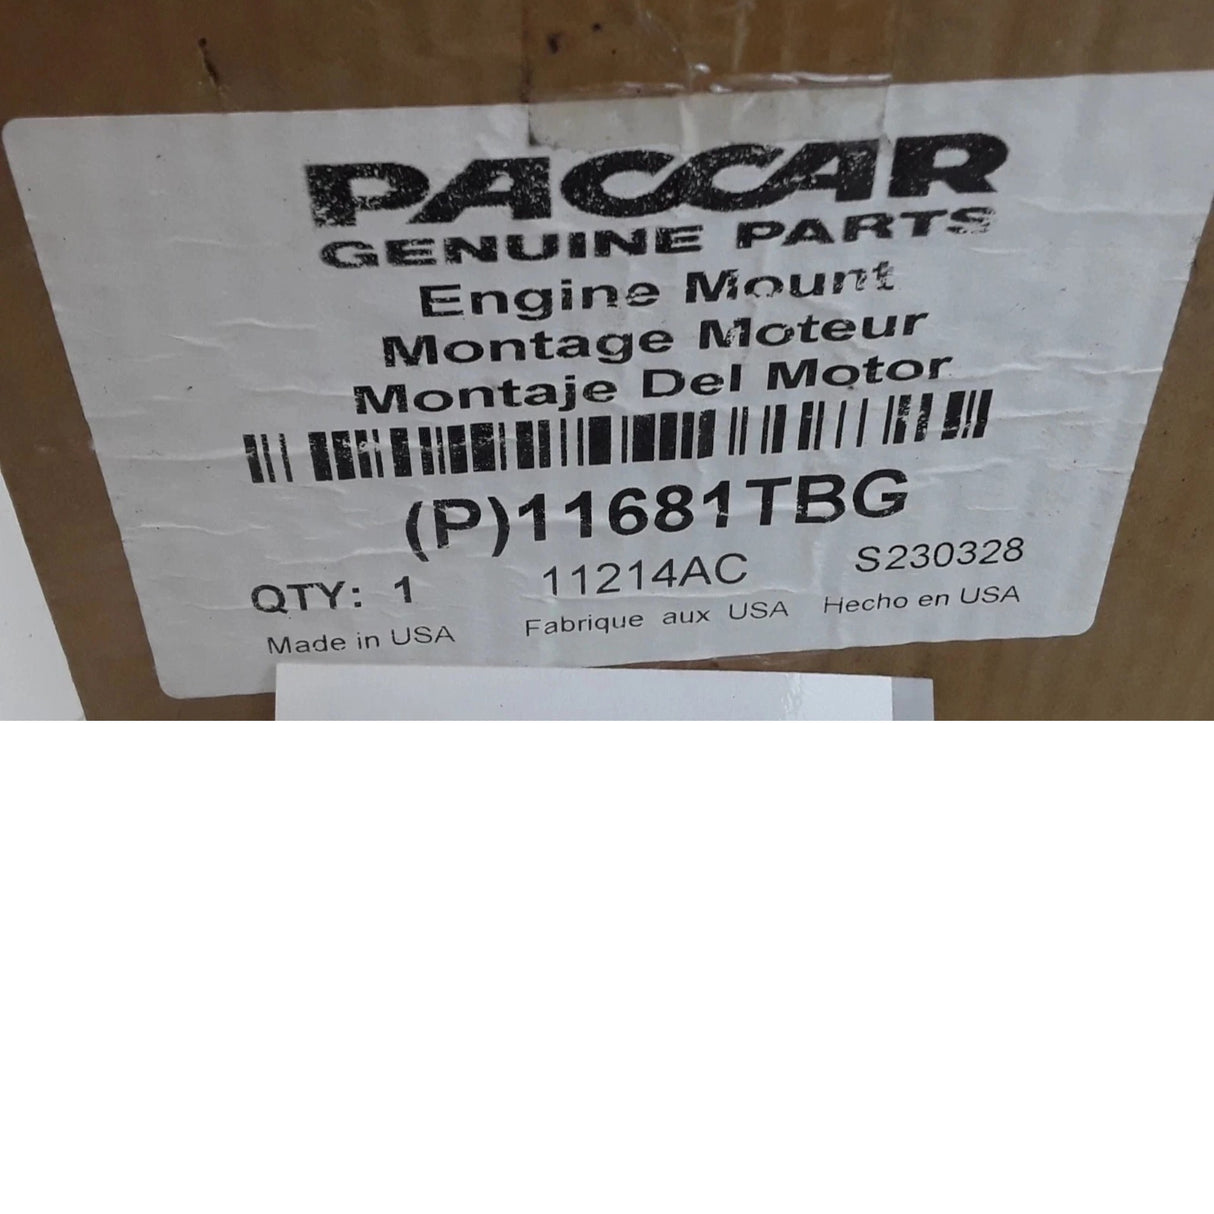 PACCAR
GENUINE PARTS
Engine Mount
Montage Moteur
Montaje Del Motor
(P)11681TBG
QTY: 1 11214AC S230328
Made in USA Fabrique aux USA Hecho en USA